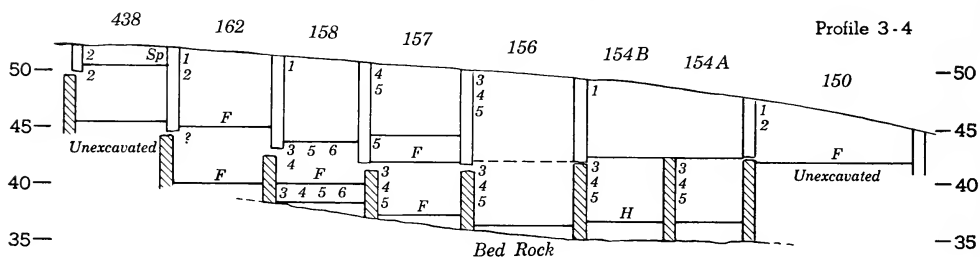 438 162 158 157 156 154B 154A 150 Profile 3-4
50— 2 Sp 1 1 4 3 1 —50
2 2 5 4
5
1
45— F 2 —45
Unexcavated ? 3 5 6 5 F
4 3 3 3 3 Unexcavated
40— F F 4 4 4 4 —40
3 4 5 6 5 5 5 5
F H
35— —35
Bed Rock